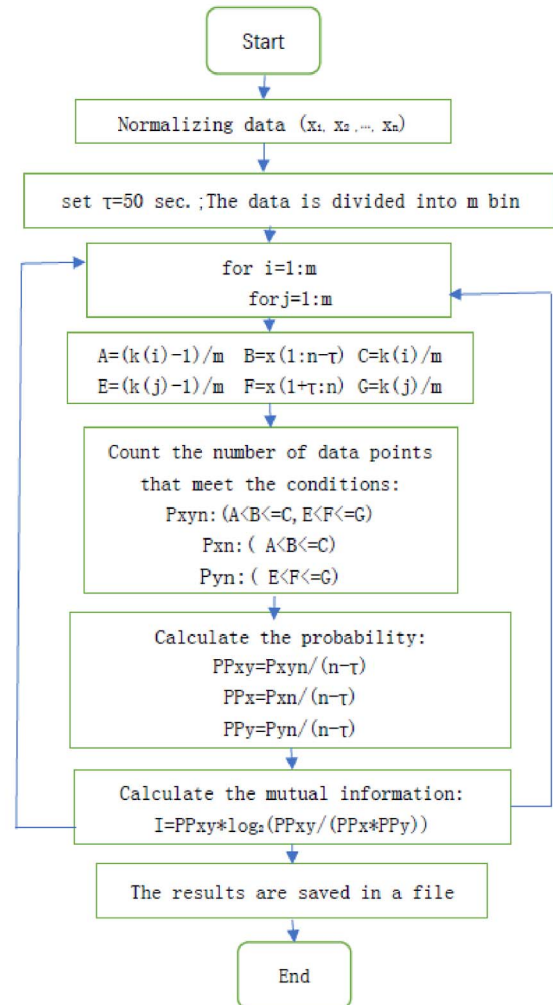 Start
Normalizing data (x₁, x₂,…, xₙ)
set τ=50 sec.;The data is divided into m bin
for i=1:m
forj=1:m
A=(k(i)-1)/m B=x(1:n-τ) C=k(i)/m
E=(k(j)-1)/m F=x(1+τ:n) G=k(j)/m
Count the number of data points
that meet the conditions:
Pxyn:(A<B<=C,E<F<=G)
Pxn:( A<B<=C)
Pyn:( E<F<=G)
Calculate the probability:
PPxy=Pxyn/(n-τ)
PPx=Pxn/(n-τ)
PPy=Pyn/(n-τ)
Calculate the mutual information:
I=PPxy*log₂(PPxy/(PPx*PPy))
The results are saved in a file
End